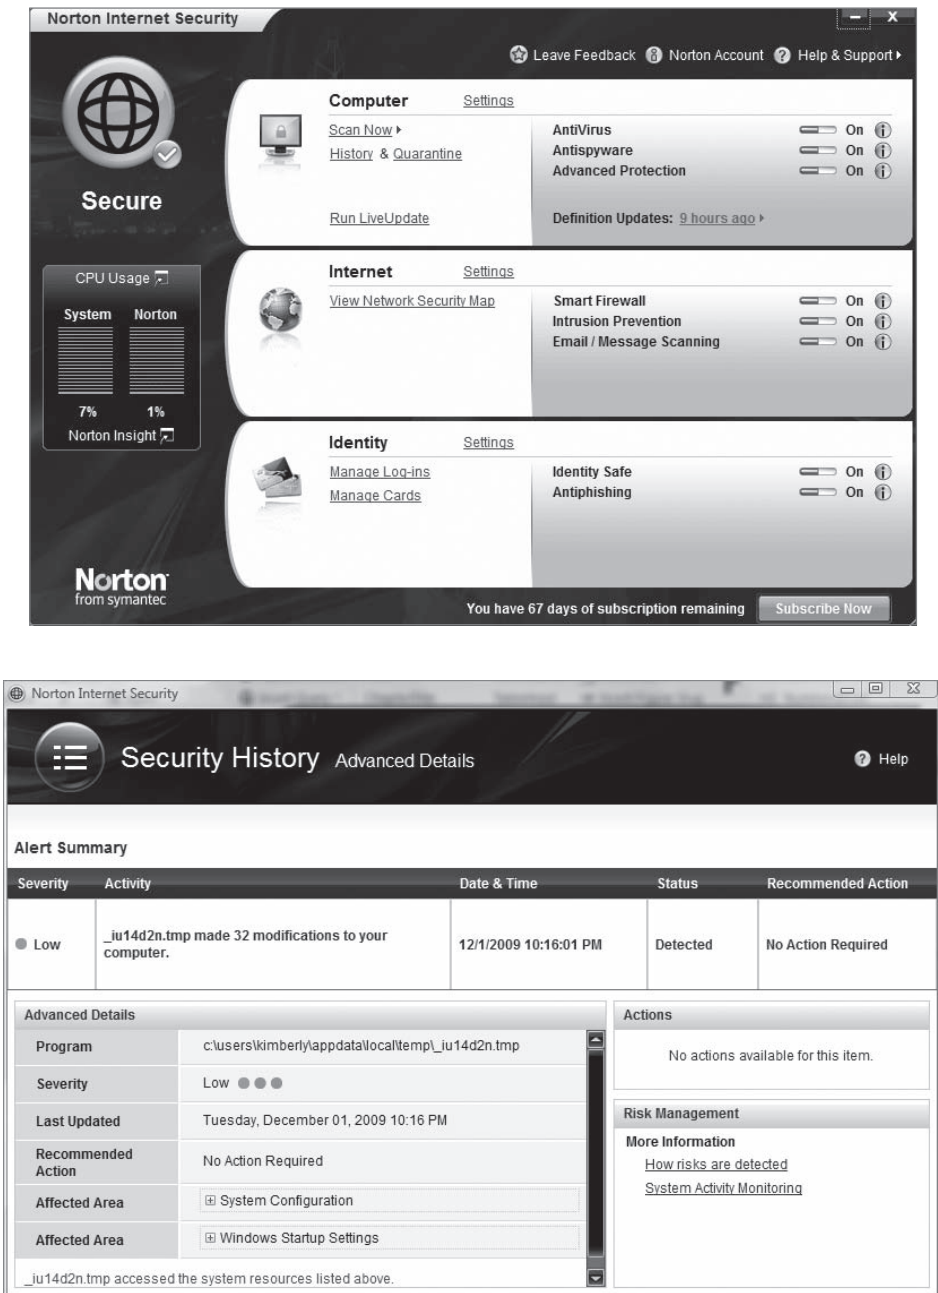 Norton Internet Security
Leave Feedback Norton Account Help & Support
Secure
Computer Settings
Scan Now
History & Quarantine
Run LiveUpdate
AntiVirus On
Antispyware On
Advanced Protection On
Definition Updates: 9 hours ago
CPU Usage
System Norton
7% 1%
Norton Insight
Internet Settings
View Network Security Map
Smart Firewall On
Intrusion Prevention On
Email / Message Scanning On
Identity Settings
Manage Log-ins
Manage Cards
Identity Safe On
Antiphishing On
Norton
from symantec
You have 67 days of subscription remaining Subscribe Now
Norton Internet Security
Security History Advanced Details
Help
Alert Summary
Severity Activity Date & Time Status Recommended Action
Low _iu14d2n.tmp made 32 modifications to your computer. 12/1/2009 10:16:01 PM Detected No Action Required
Advanced Details
Program c:\users\kimberly\appdata\local\temp\_iu14d2n.tmp
Severity Low
Last Updated Tuesday, December 01, 2009 10:16 PM
Recommended Action No Action Required
Affected Area System Configuration
Affected Area Windows Startup Settings
_iu14d2n.tmp accessed the system resources listed above.
Actions
No actions available for this item.
Risk Management
More Information
How risks are detected
System Activity Monitoring